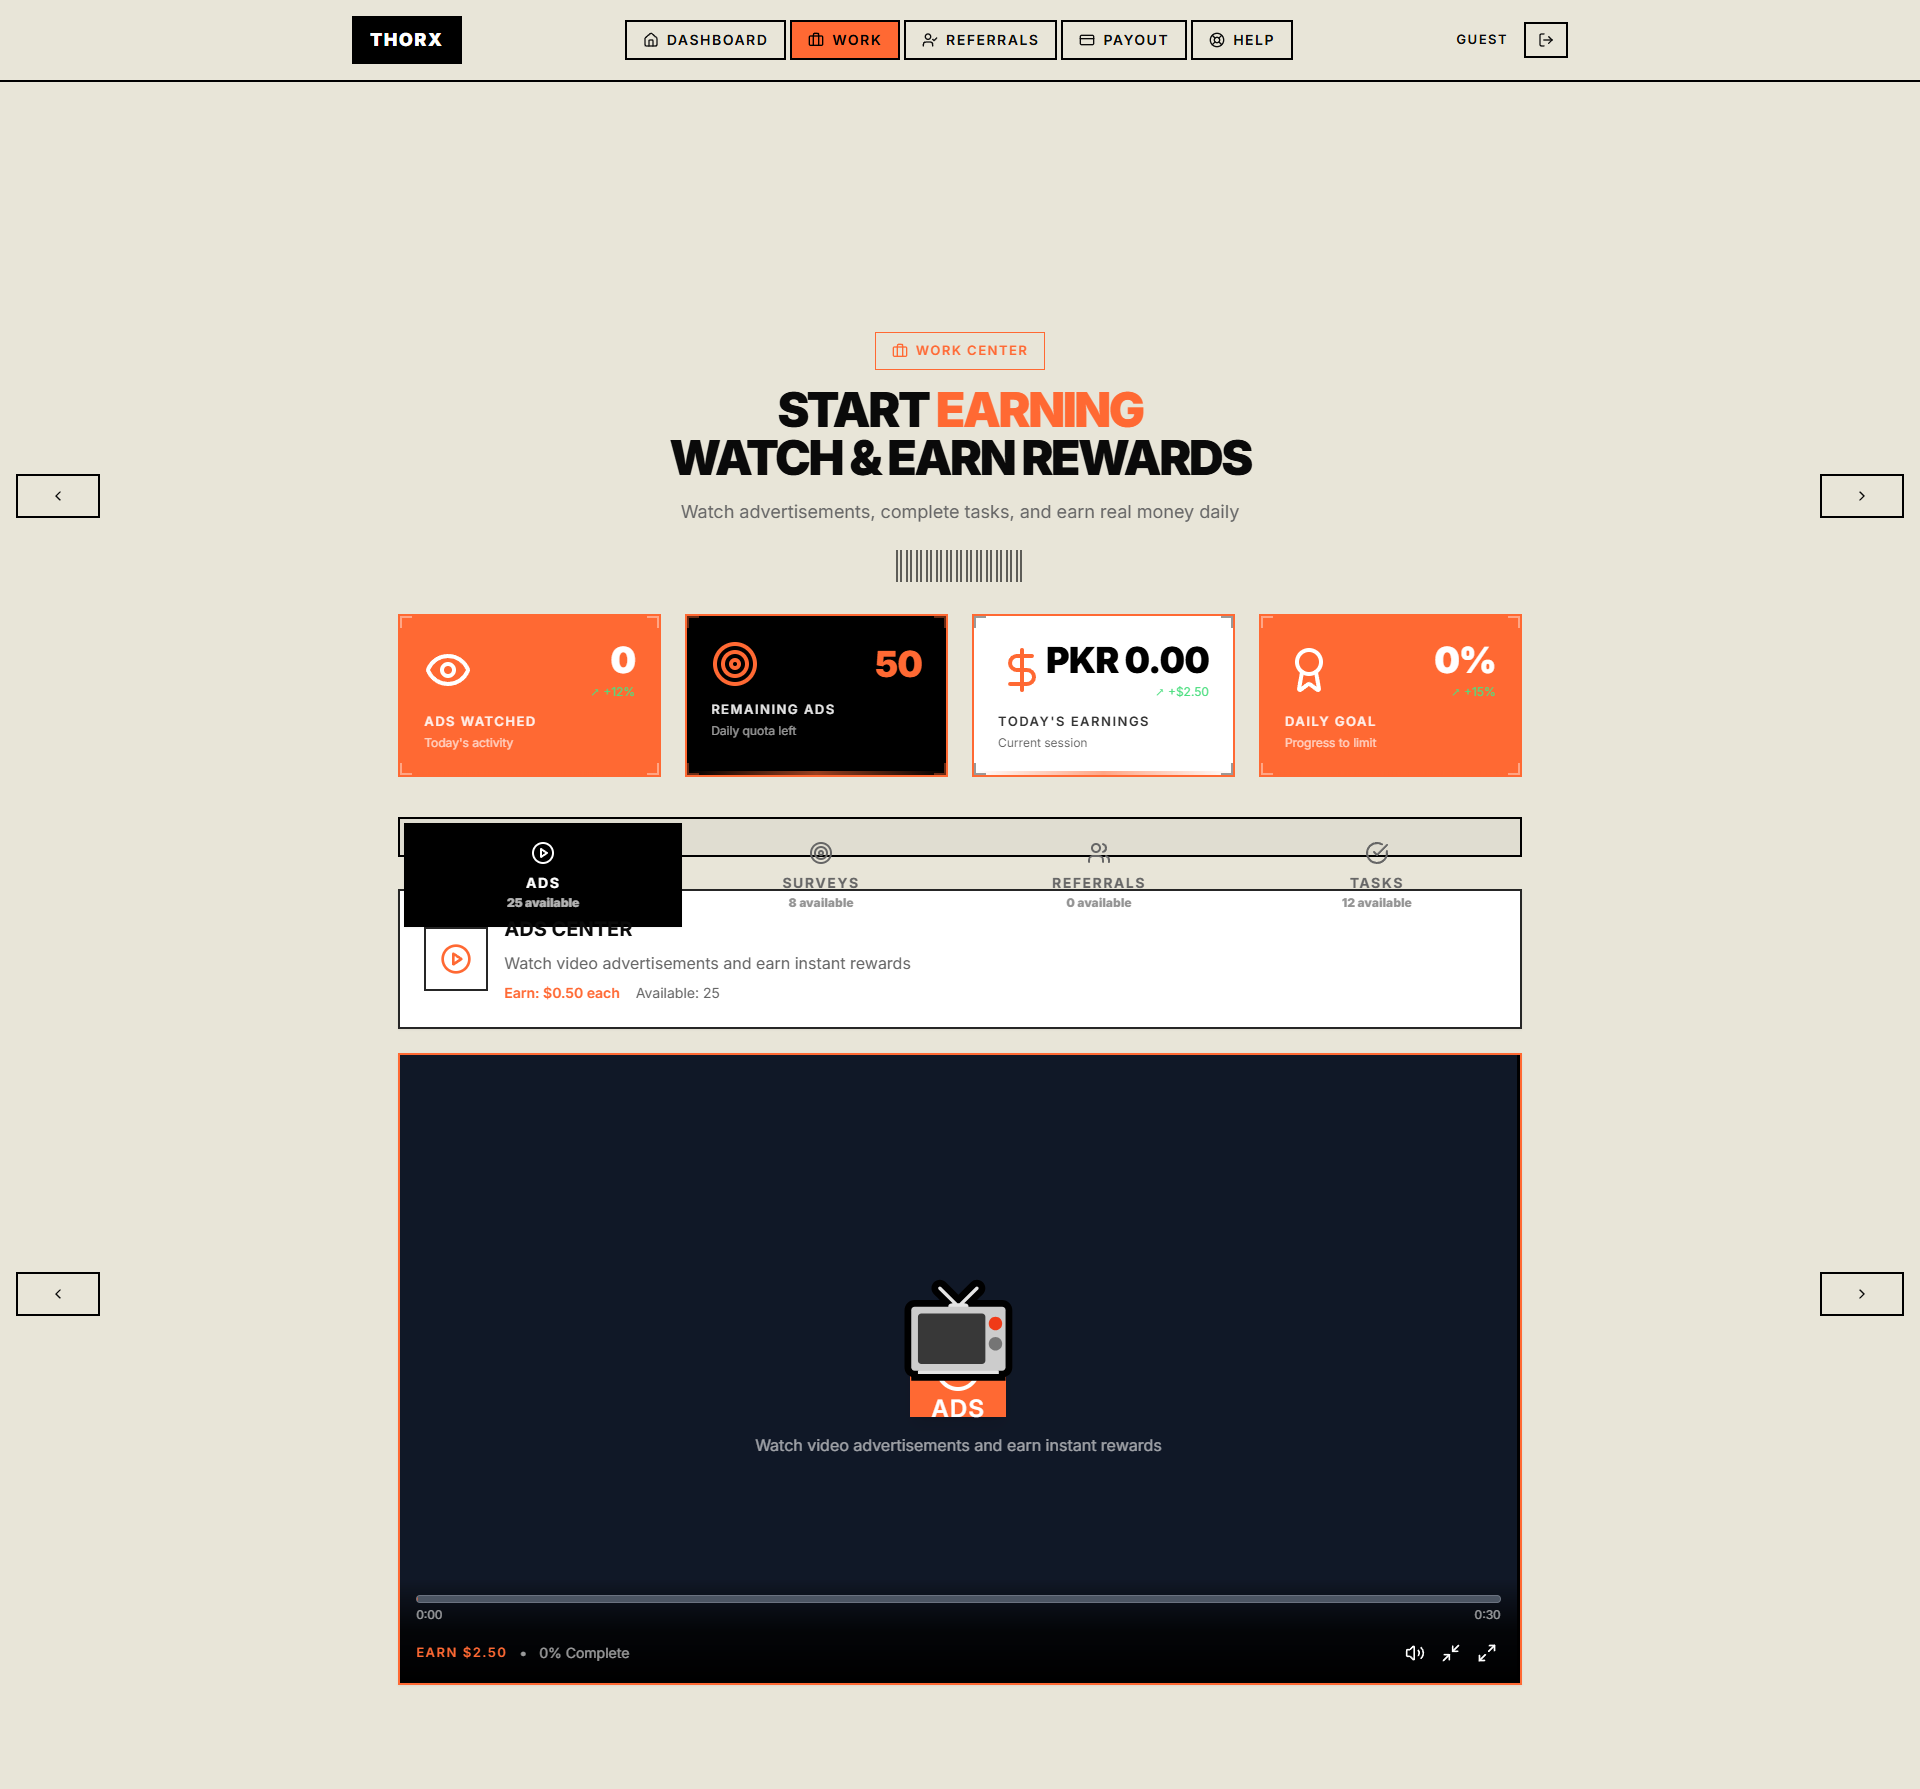 THORX
DASHBOARD
WORK
REFERRALS
PAYOUT
HELP
GUEST
WORK CENTER
START EARNING
WATCH & EARN REWARDS
Watch advertisements, complete tasks, and earn real money daily
0
+12%
ADS WATCHED
Today's activity
50
REMAINING ADS
Daily quota left
PKR 0.00
+$2.50
TODAY'S EARNINGS
Current session
0%
+15%
DAILY GOAL
Progress to limit
ADS
25 available
SURVEYS
8 available
REFERRALS
0 available
TASKS
12 available
ADS CENTER
Watch video advertisements and earn instant rewards
Earn: $0.50 each
Available: 25
ADS
Watch video advertisements and earn instant rewards
0:00
0:30
EARN $2.50 • 0% Complete